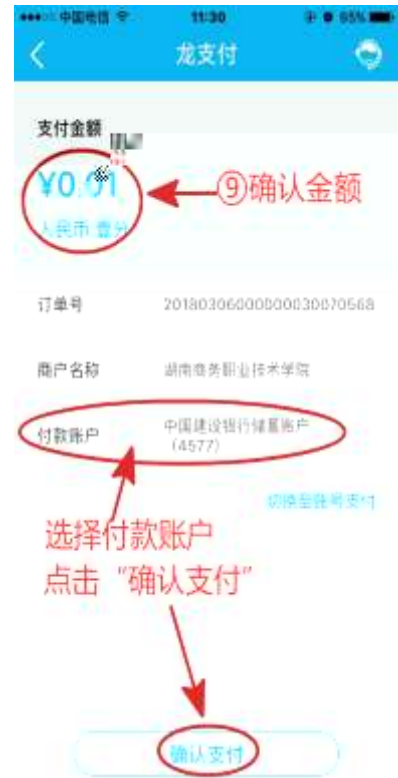 中国电信 11:30 65%
龙支付
支付金额
¥0.01
⑨确认金额
人民币 壹分
订单号 20180306000000030070568
商户名称 湖南商务职业技术学院
付款账户 中国建设银行储蓄账户
(4577)
切换至账号支付
选择付款账户
点击“确认支付”
确认支付